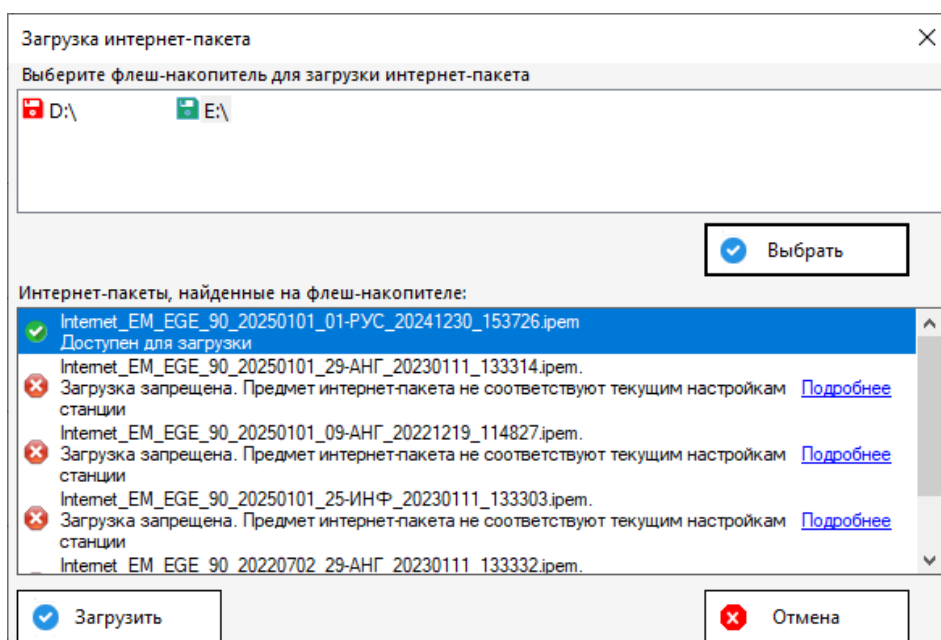 Загрузка интернет-пакета
Выберите флеш-накопитель для загрузки интернет-пакета
D:\ E:\
Выбрать
Интернет-пакеты, найденные на флеш-накопителе:
Internet_EM_EGE_90_20250101_01-РУС_20241230_153726.ipem
Доступен для загрузки
Internet_EM_EGE_90_20250101_29-АНГ_20230111_133314.ipem.
Загрузка запрещена. Предмет интернет-пакета не соответствуют текущим настройкам Подробнее
станции
Internet_EM_EGE_90_20250101_09-АНГ_20221219_114827.ipem.
Загрузка запрещена. Предмет интернет-пакета не соответствуют текущим настройкам Подробнее
станции
Internet_EM_EGE_90_20250101_25-ИНФ_20230111_133303.ipem.
Загрузка запрещена. Предмет интернет-пакета не соответствуют текущим настройкам Подробнее
станции
Internet_EM_EGE_90_20220702_29-АНГ_20230111_133332.ipem.
Загрузить Отмена